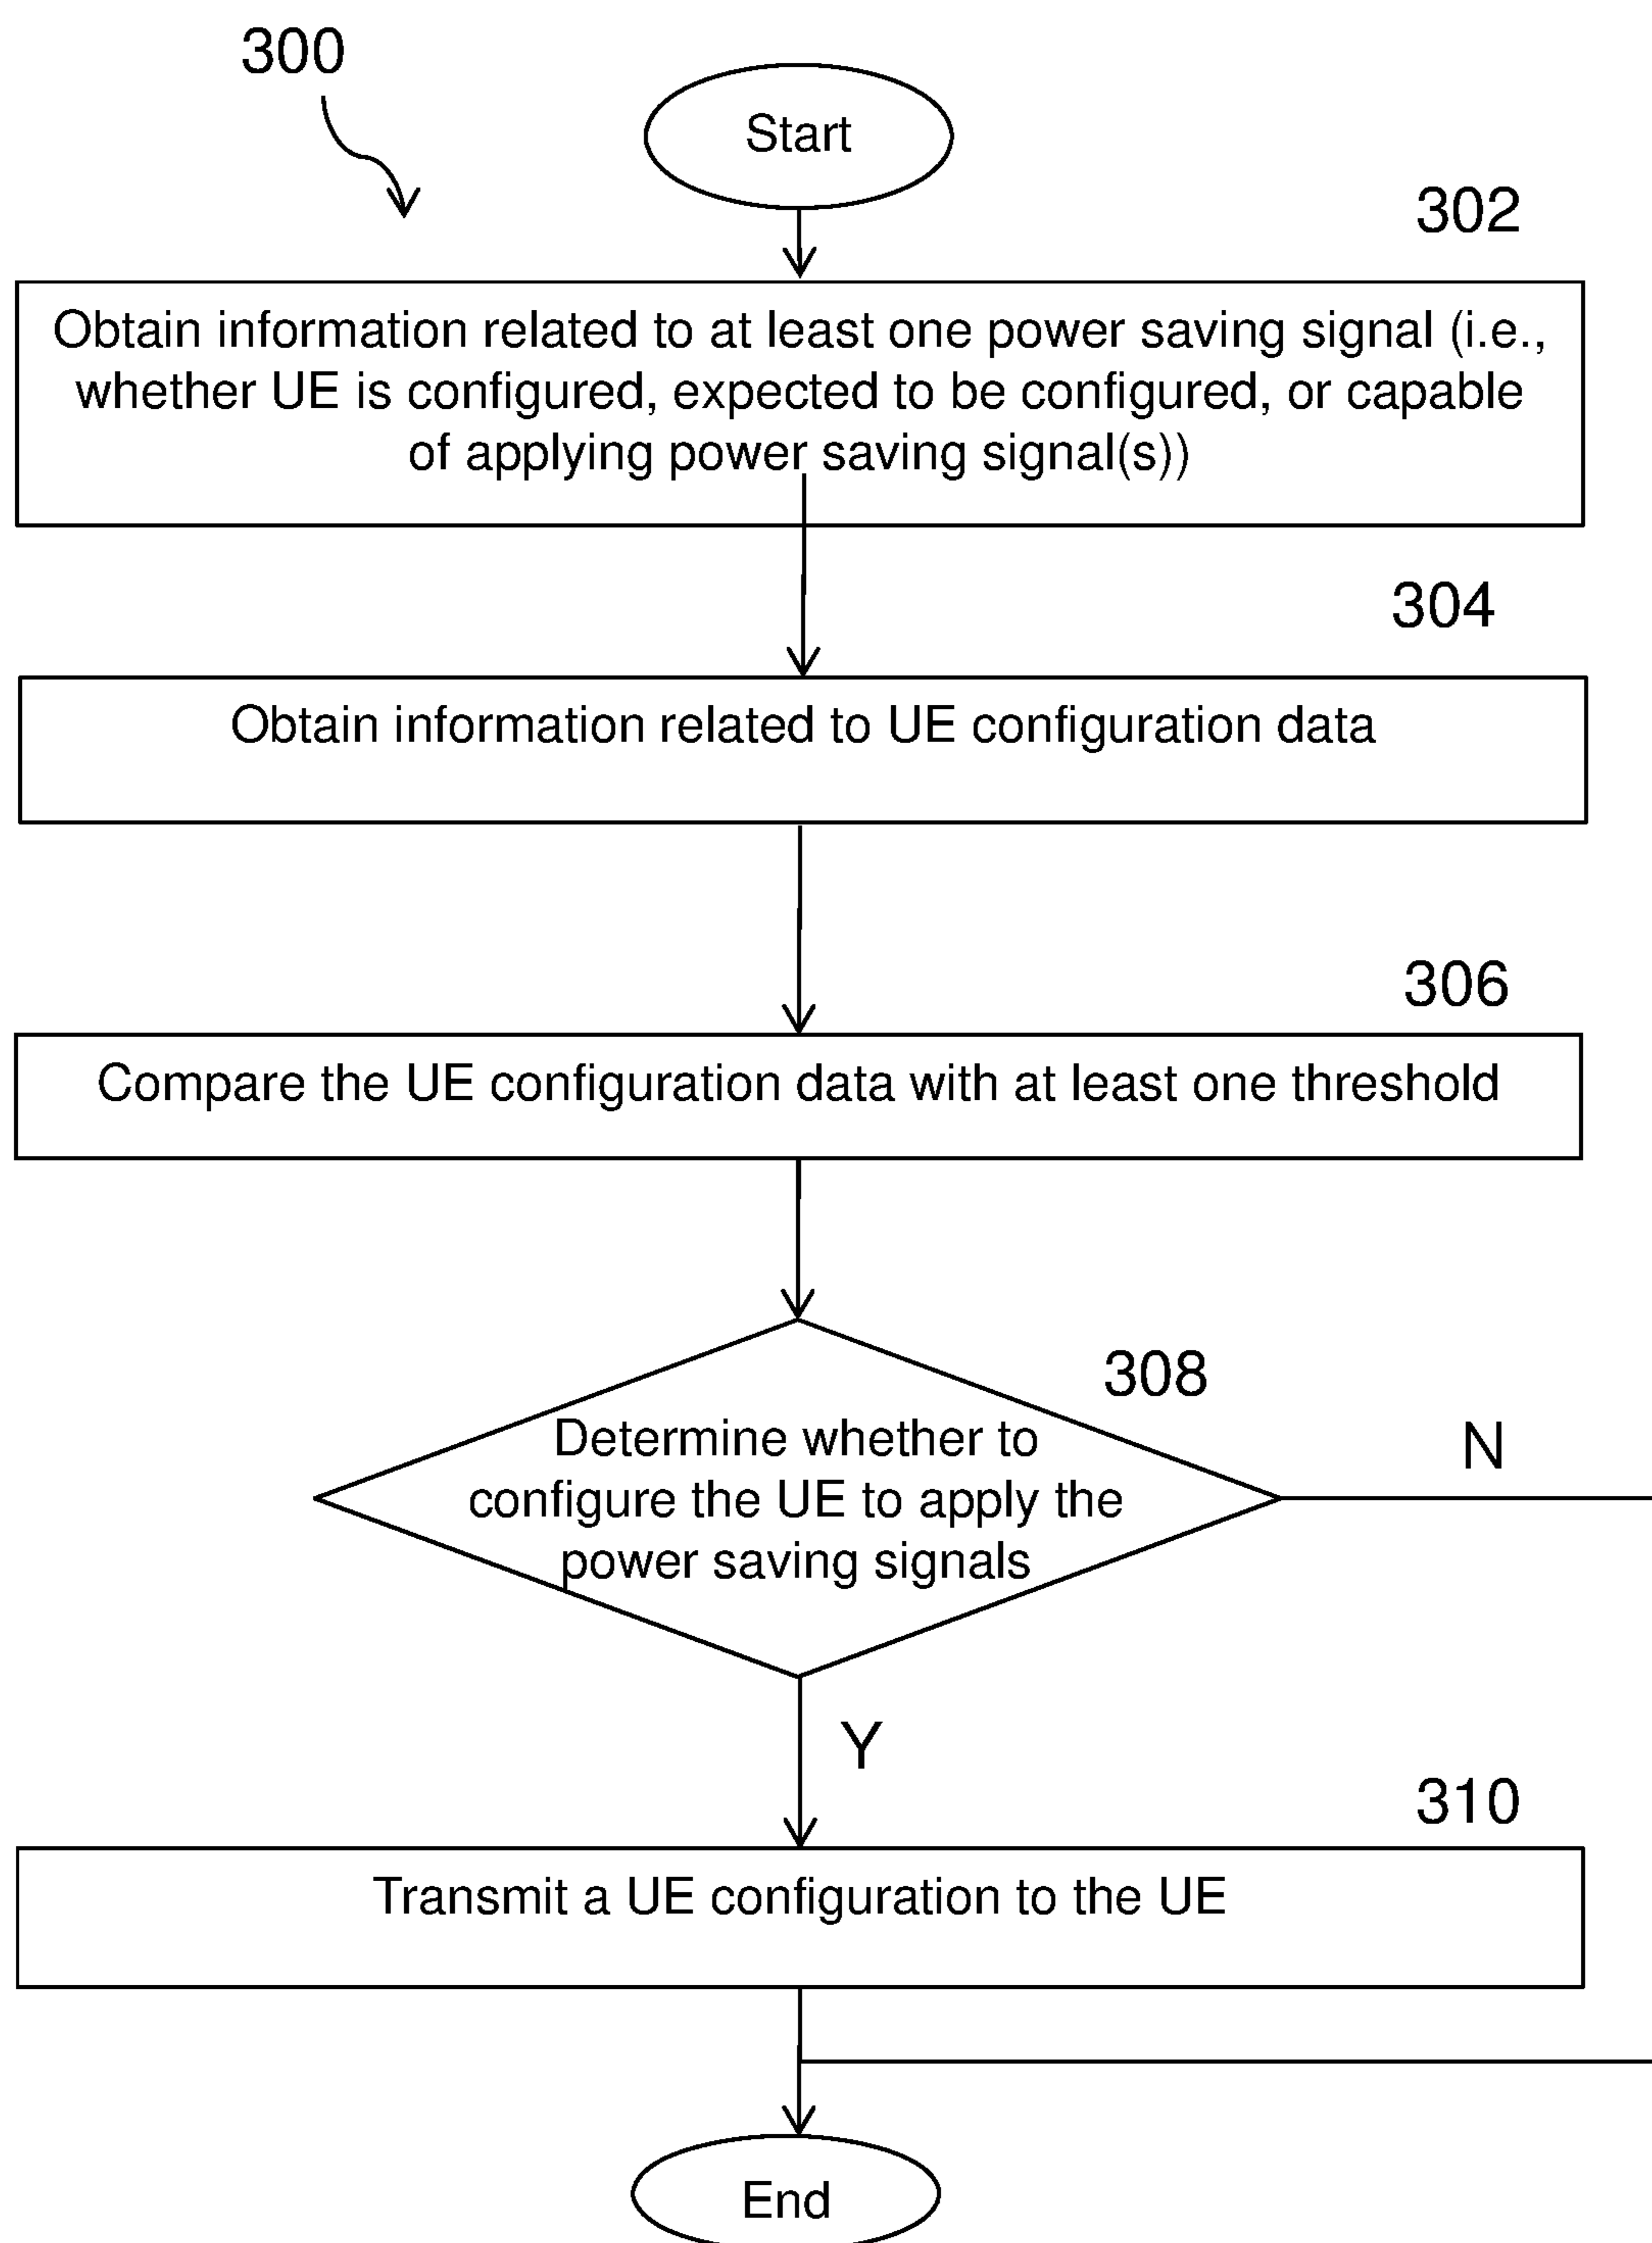 300
Start
302
Obtain information related to at least one power saving signal (i.e.,
whether UE is configured, expected to be configured, or capable
of applying power saving signal(s))
304
Obtain information related to UE configuration data
306
Compare the UE configuration data with at least one threshold
308
Determine whether to
configure the UE to apply the
power saving signals
N
Y
310
Transmit a UE configuration to the UE
End